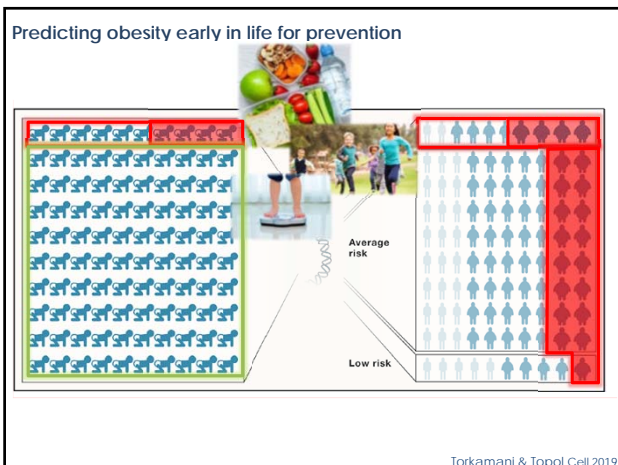 Predicting obesity early in life for prevention
Average
risk
Low risk
Torkamani & Topol Cell 2019